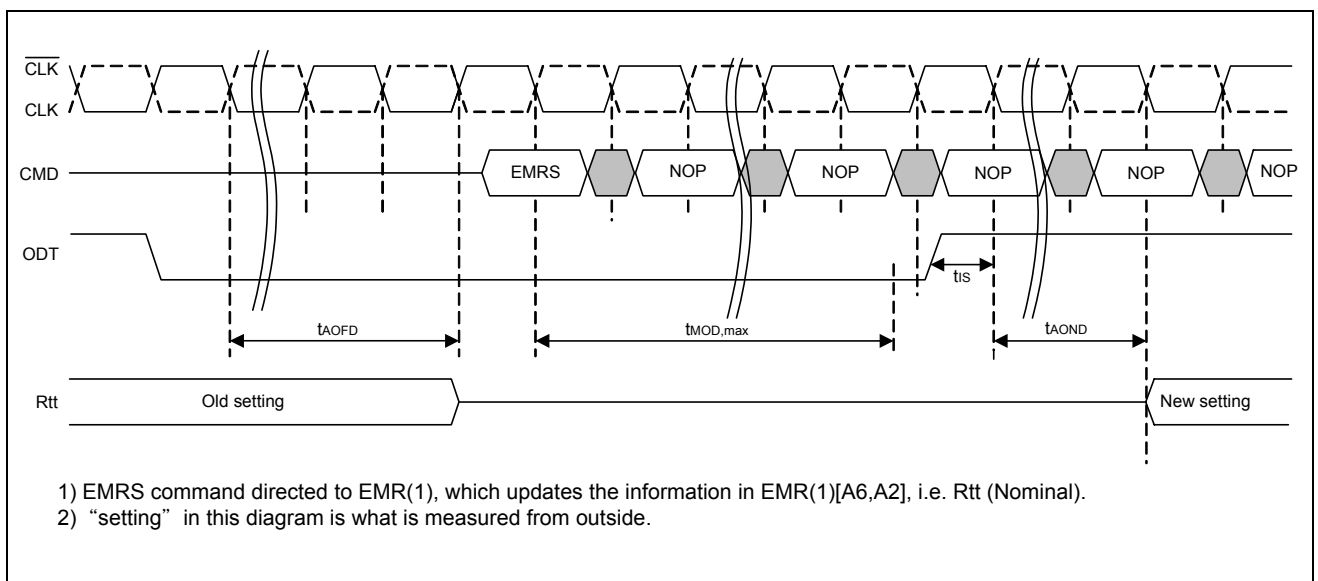 CLK
CLK
CMD EMRS NOP NOP NOP NOP NOP
ODT
tIS
tAOFD tMOD,max tAOND
Rtt Old setting New setting
1) EMRS command directed to EMR(1), which updates the information in EMR(1)[A6,A2], i.e. Rtt (Nominal).
2) “setting” in this diagram is what is measured from outside.